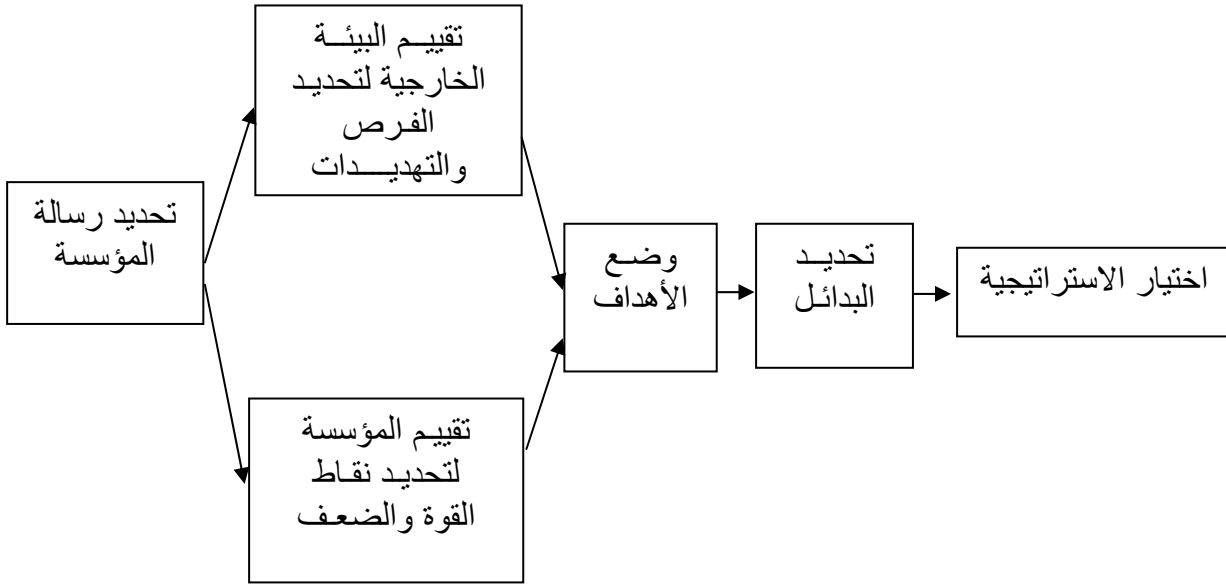 تحديد رسالة
المؤسسة
تقييم البيئة
الخارجية لتحديد
الفرص
والتهديدات
تقييم المؤسسة
لتحديد نقاط
القوة والضعف
وضع
الأهداف
تحديد
البدائل
اختيار الاستراتيجية